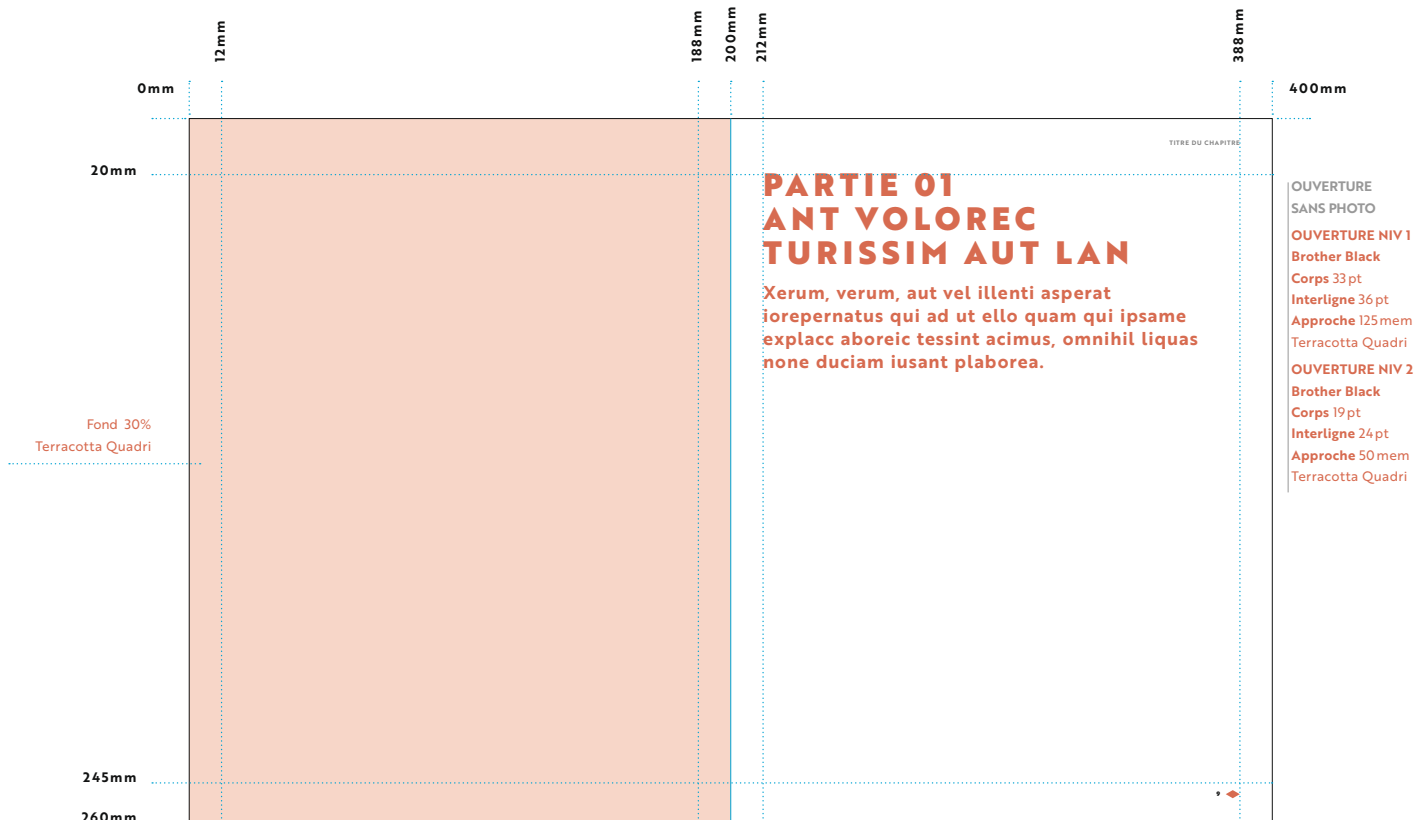 12mm
188mm
200mm
212mm
388mm
0mm
400mm
TITRE DU CHAPITRE
20mm
PARTIE 01
ANT VOLOREC
TURISSIM AUT LAN
Xerum, verum, aut vel illenti asperat
iorepernatus qui ad ut ello quam qui ipsame
explacc aboreic tessint acimus, omnihil liquas
none duciam iusant plaborea.
OUVERTURE
SANS PHOTO
OUVERTURE NIV 1
Brother Black
Corps 33 pt
Interligne 36 pt
Approche 125 mem
Terracotta Quadri
OUVERTURE NIV 2
Brother Black
Corps 19 pt
Interligne 24 pt
Approche 50 mem
Terracotta Quadri
Fond 30%
Terracotta Quadri
245mm
9
260mm